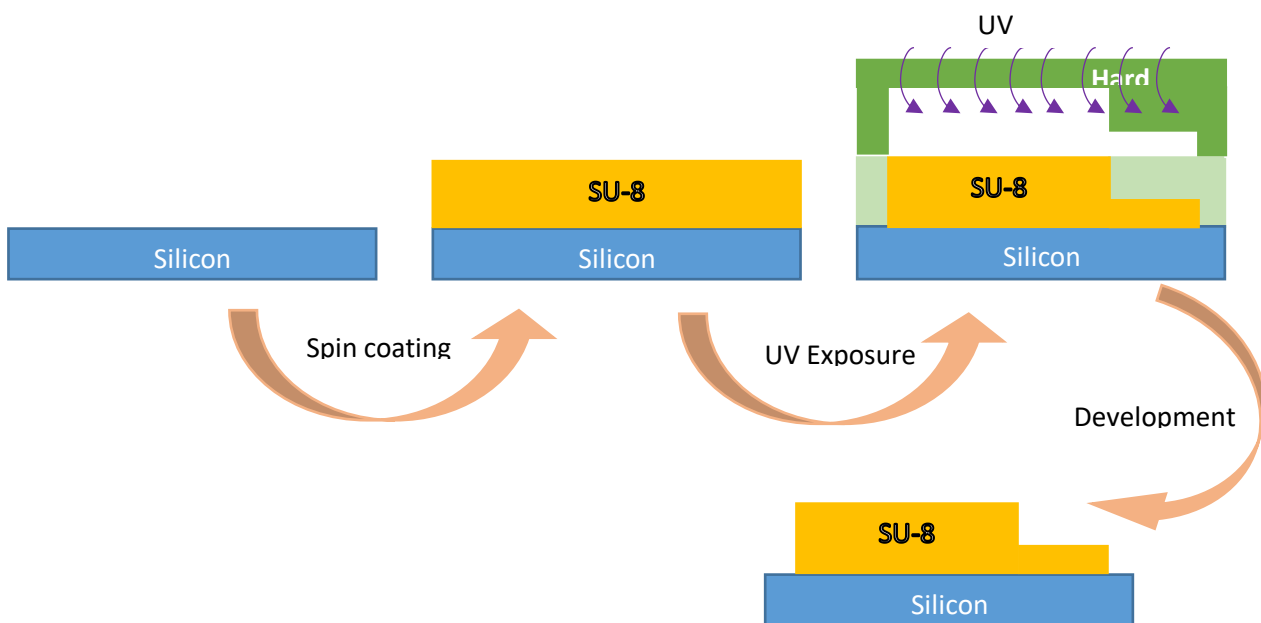 UV
Hard
SU-8
SU-8
Silicon
Silicon
Silicon
Spin coating
UV Exposure
Development
SU-8
Silicon